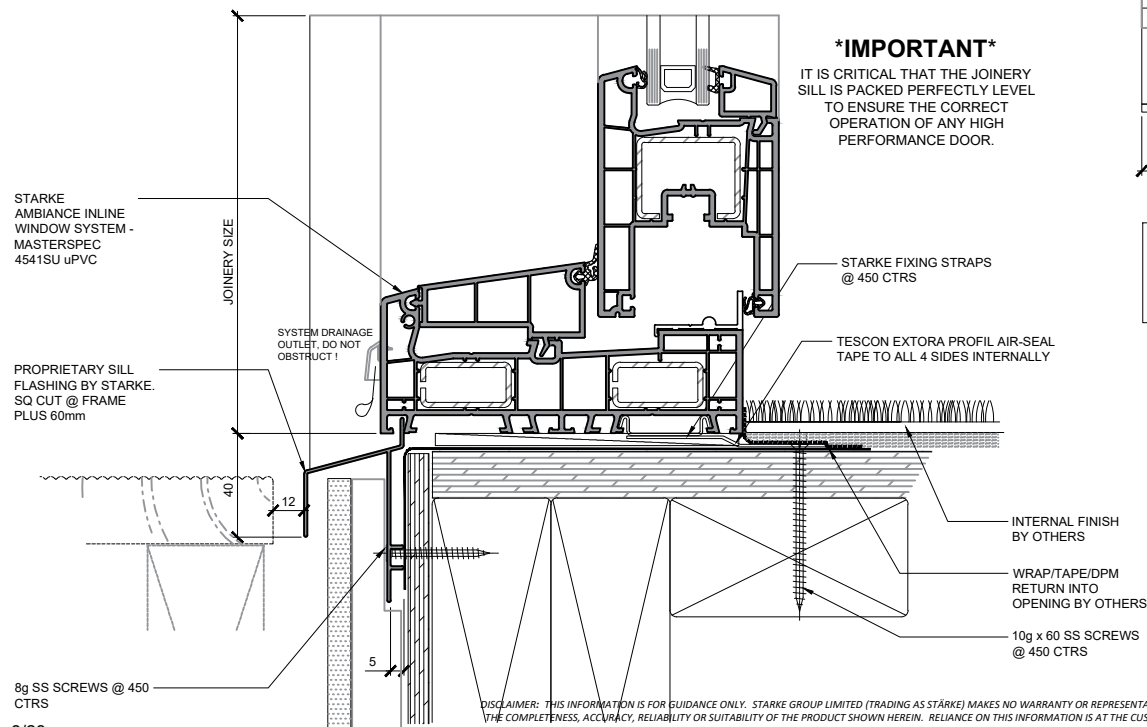 *IMPORTANT*
IT IS CRITICAL THAT THE JOINERY
SILL IS PACKED PERFECTLY LEVEL
TO ENSURE THE CORRECT
OPERATION OF ANY HIGH
PERFORMANCE DOOR.
STARKE
AMBIANCE INLINE
WINDOW SYSTEM -
MASTERSPEC
4541SU uPVC
JOINERY SIZE
STARKE FIXING STRAPS
@ 450 CTRS
SYSTEM DRAINAGE
OUTLET, DO NOT
OBSTRUCT !
TESCON EXTORA PROFIL AIR-SEAL
TAPE TO ALL 4 SIDES INTERNALLY
PROPRIETARY SILL
FLASHING BY STARKE.
SQ CUT @ FRAME
PLUS 60mm
40
12
INTERNAL FINISH
BY OTHERS
WRAP/TAPE/DPM
RETURN INTO
OPENING BY OTHERS
10g x 60 SS SCREWS
@ 450 CTRS
5
8g SS SCREWS @ 450
CTRS
DISCLAIMER: THIS INFORMATION IS FOR GUIDANCE ONLY. STARKE GROUP LIMITED (TRADING AS STÄRKE) MAKES NO WARRANTY OR
THE COMPLETENESS, ACCURACY, RELIABILITY OR SUITABILITY OF THE PRODUCT SHOWN HEREIN. RELIANCE ON THIS INFORMATION IS AT